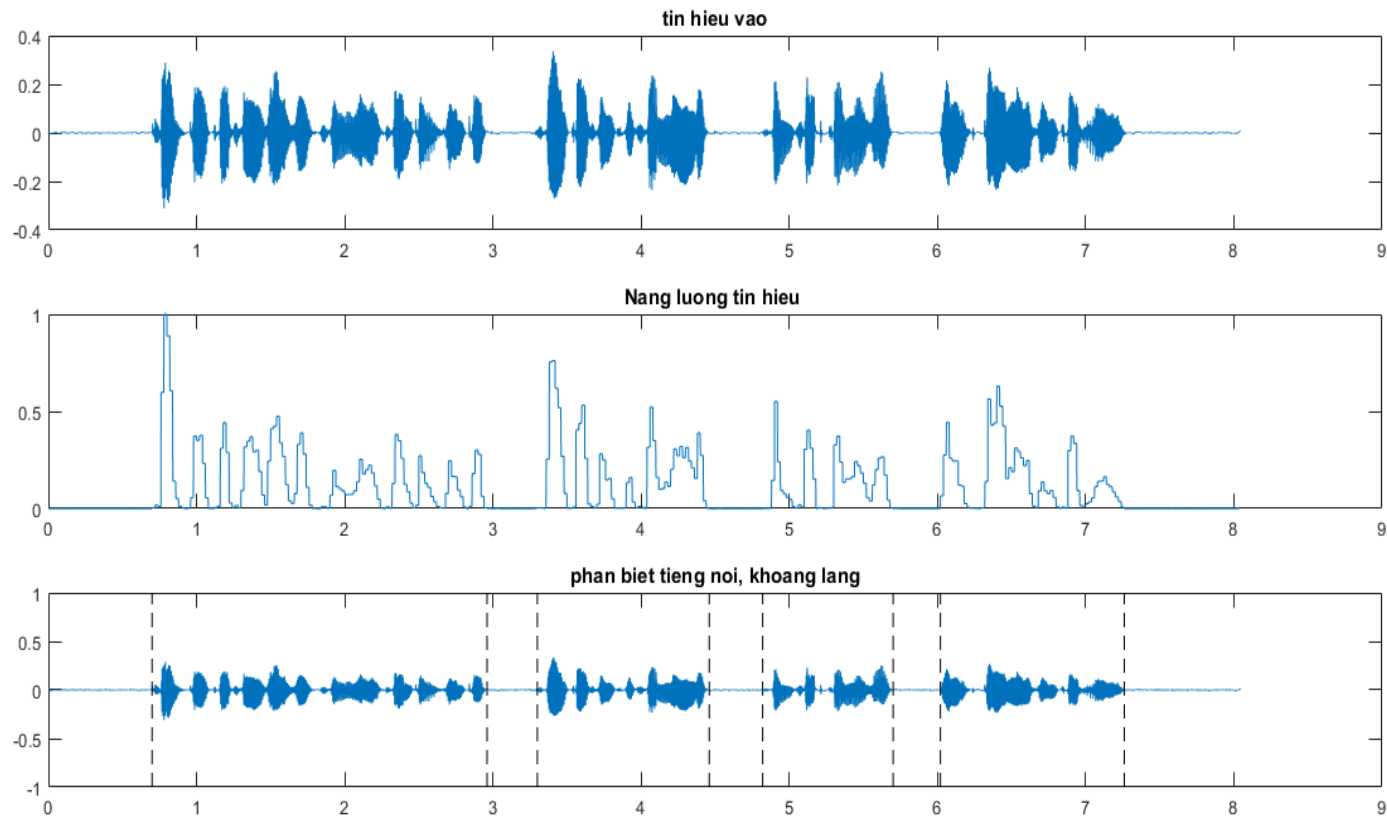 tin hieu vao
0.4
0.2
0
-0.2
-0.4
0 1 2 3 4 5 6 7 8 9
Nang luong tin hieu
1
0.5
0
0 1 2 3 4 5 6 7 8 9
phan biet tieng noi, khoang lang
1
0.5
0
-0.5
-1
0 1 2 3 4 5 6 7 8 9